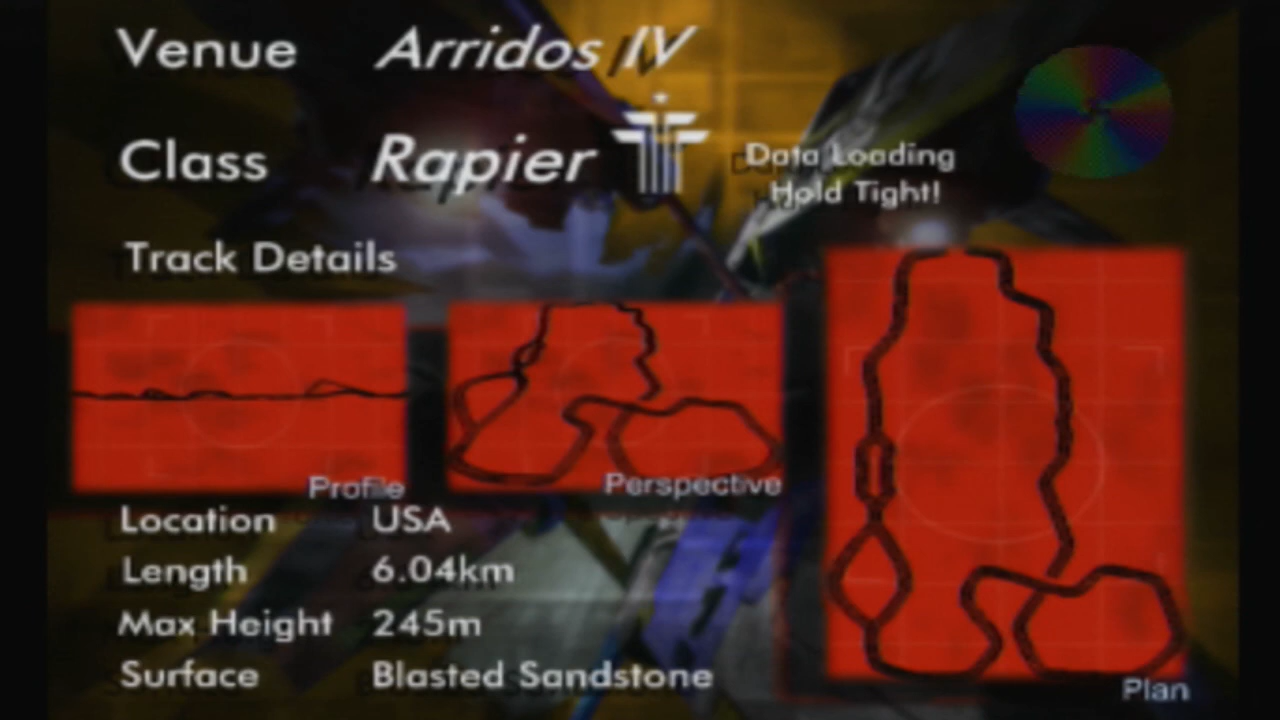 Venue Arridos IV
Class Rapier
Data Loading
Hold Tight!
Track Details
Profile
Perspective
Location USA
Length 6.04km
Max Height 245m
Surface Blasted Sandstone
Plan